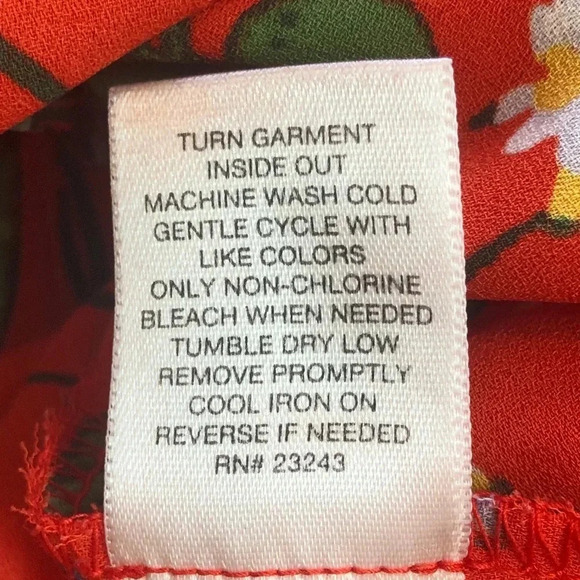 TURN GARMENT
INSIDE OUT
MACHINE WASH COLD
GENTLE CYCLE WITH
LIKE COLORS
ONLY NON-CHLORINE
BLEACH WHEN NEEDED
TUMBLE DRY LOW
REMOVE PROMPTLY
COOL IRON ON
REVERSE IF NEEDED
RN# 23243